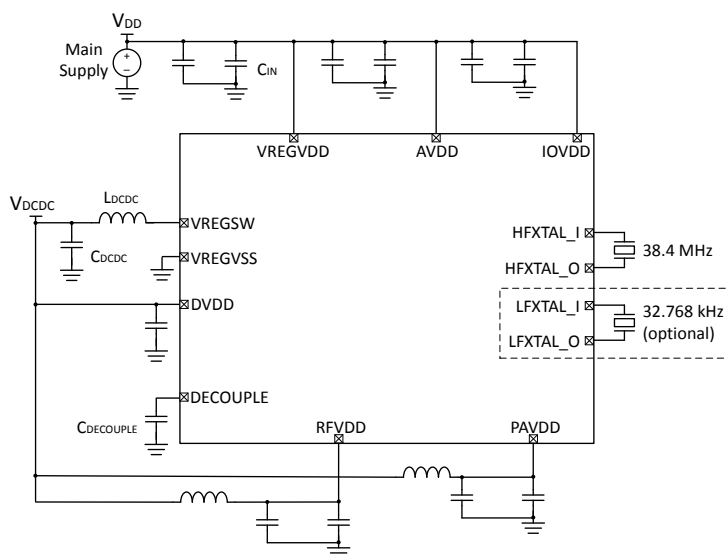 VDD
Main
Supply
+
−
CIN
VREGVDD
AVDD
IOVDD
VDCDC
LDCDC
VREGSW
HFXTAL_I
38.4 MHz
CDCDC
VREGVSS
HFXTAL_O
DVDD
LFXTAL_I
32.768 kHz
(optional)
LFXTAL_O
DECOUPLE
CDECOUPLE
RFVDD
PAVDD